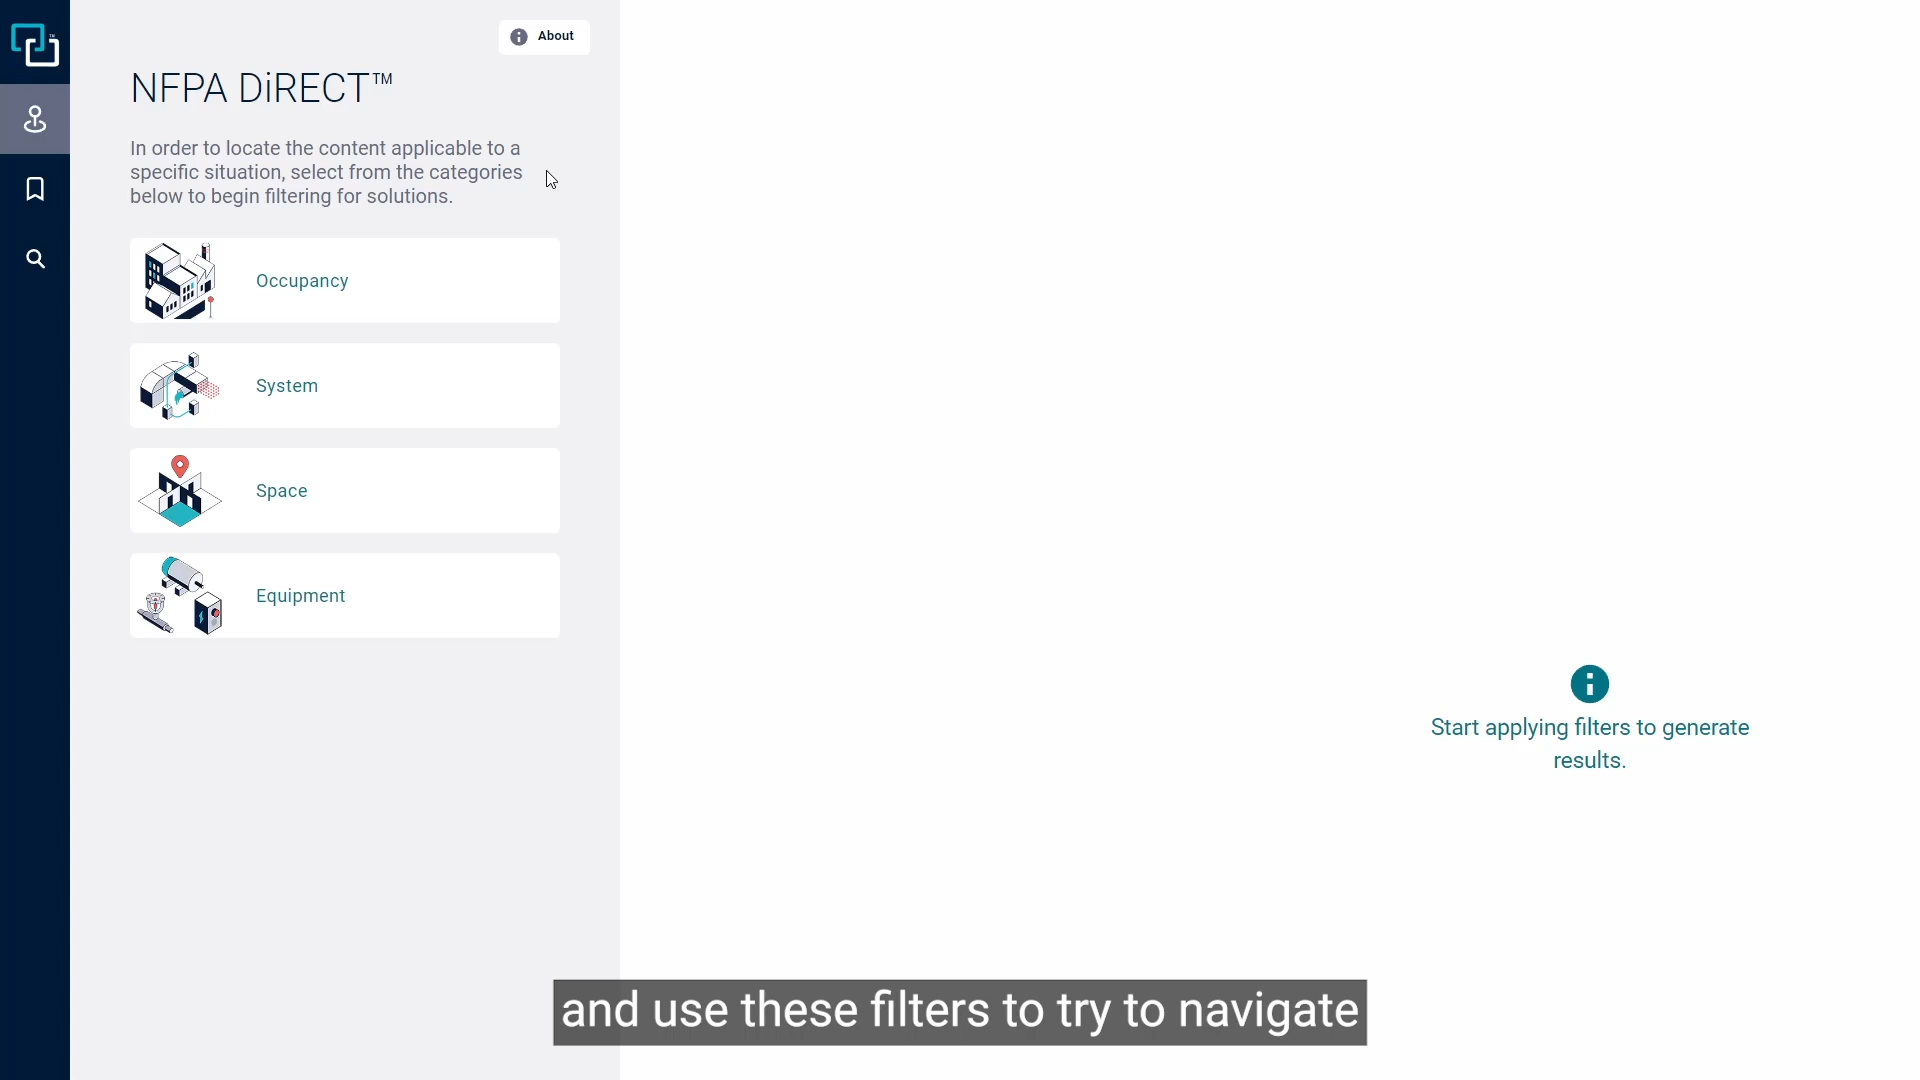 About
NFPA DiRECT™
In order to locate the content applicable to a
specific situation, select from the categories
below to begin filtering for solutions.
Occupancy
System
Space
Equipment
Start applying filters to generate
results.
and use these filters to try to navigate